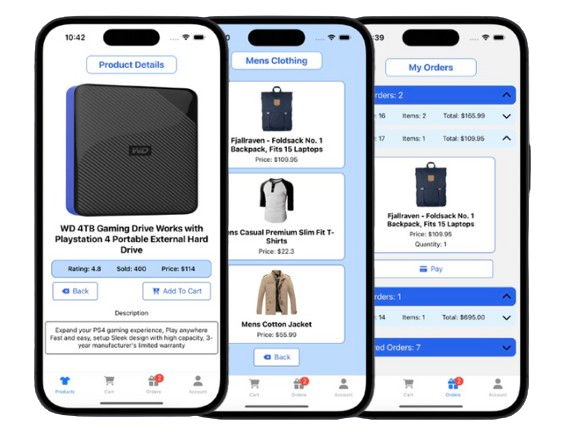 10:42
Product Details
WD
WD 4TB Gaming Drive Works with
Playstation 4 Portable External Hard
Drive
Rating: 4.8 Sold: 400 Price: $114
Back
Add To Cart
Description
Expand your PS4 gaming experience, Play anywhere
Fast and easy, setup Sleek design with high capacity, 3-
year manufacturer's limited warranty
Products
Cart
2
Orders
Account
0
Mens Clothing
Fjallraven - Foldsack No. 1
Backpack, Fits 15 Laptops
Price: $109.95
ns Casual Premium Slim Fit T-
Shirts
Price: $22.3
Mens Cotton Jacket
Price: $55.99
Back
Cart
2
Orders
Account
:39
My Orders
rders: 2
: 16 Items: 2 Total: $165.99
: 17 Items: 1 Total: $109.95
Fjallraven - Foldsack No. 1
Backpack, Fits 15 Laptops
Price: $109.95
Quantity: 1
Pay
rders: 1
: 14 Items: 1 Total: $695.00
ed Orders: 7
Cart
2
Orders
Account